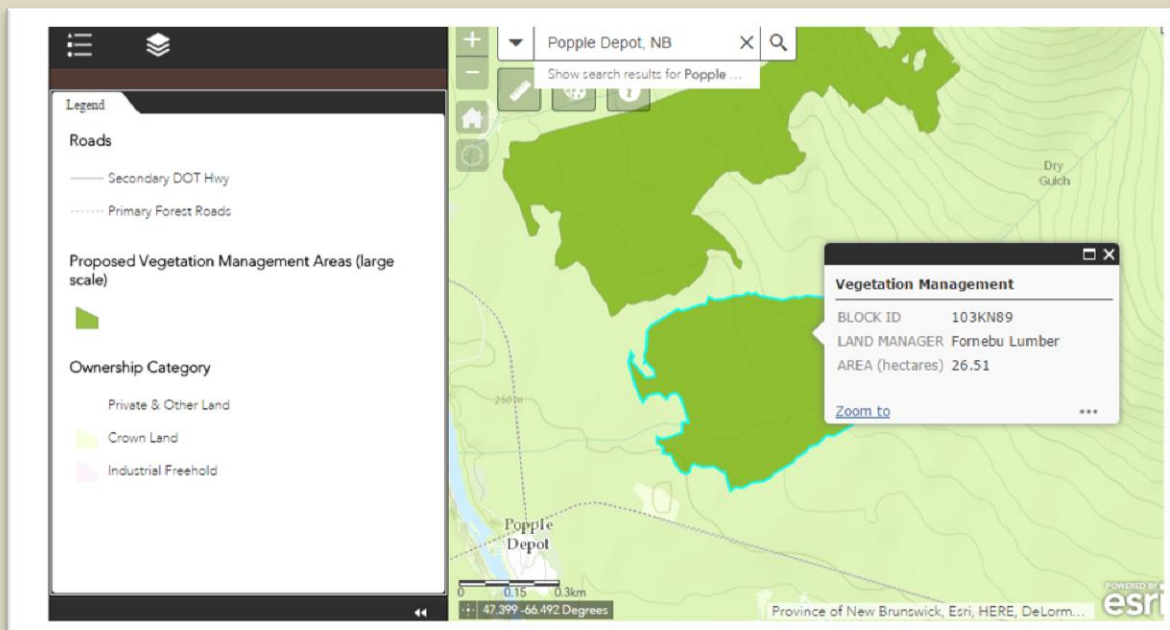 Legend
Roads
Secondary DOT Hwy
Primary Forest Roads
Proposed Vegetation Management Areas (large
scale)
Ownership Category
Private & Other Land
Crown Land
Industrial Freehold
Popple Depot, NB
Show search results for Popple ...
Dry
Gulch
Vegetation Management
BLOCK ID 103KN89
LAND MANAGER Fornebu Lumber
AREA (hectares) 26.51
Zoom to
Popple
Depot
0 0.15 0.3km
47.399 -66.492 Degrees
Province of New Brunswick, Esri, HERE, DeLorm...
POWERED BY
esri